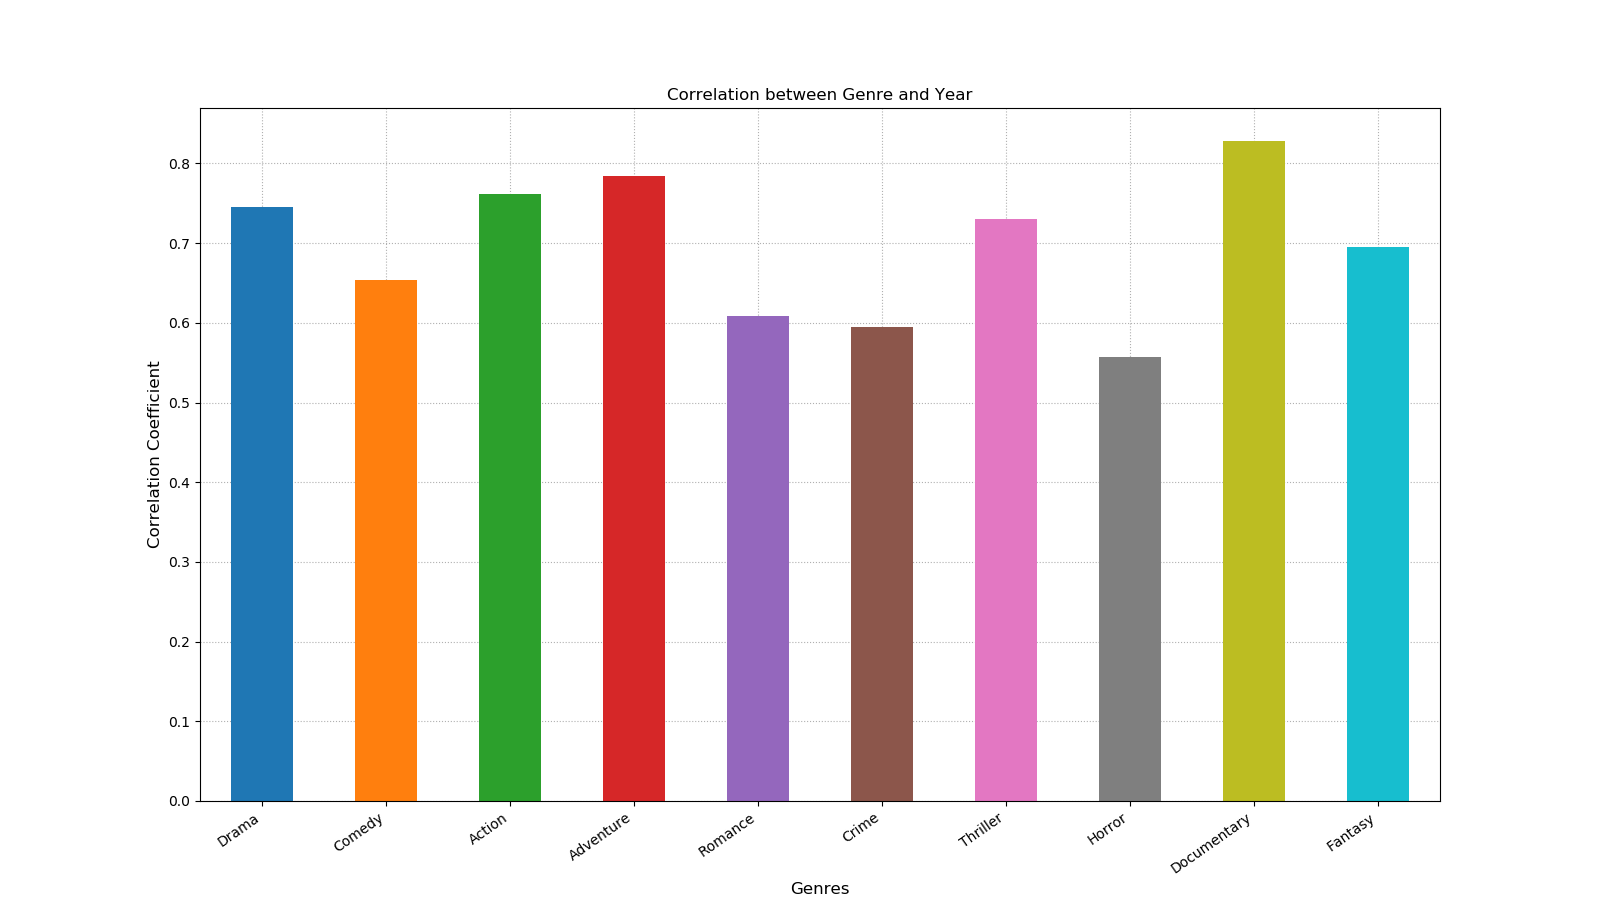 Correlation between Genre and Year
Correlation Coefficient
0.8
0.7
0.6
0.5
0.4
0.3
0.2
0.1
0.0
Drama
Comedy
Action
Adventure
Romance
Crime
Thriller
Horror
Documentary
Fantasy
Genres